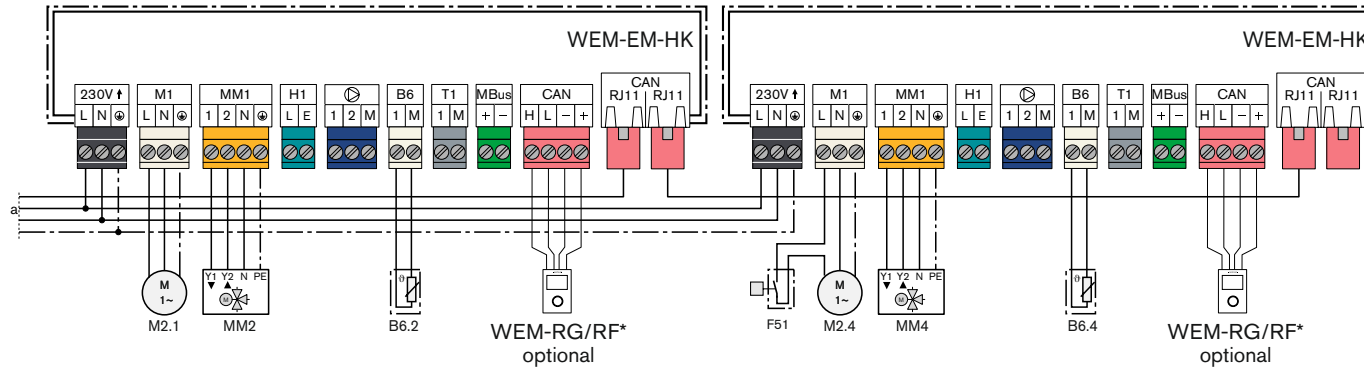 WEM-EM-HK WEM-EM-HK
CAN CAN
230V M1 MM1 H1 B6 T1 MBus CAN RJ11 RJ11 230V M1 MM1 H1 B6 T1 MBus CAN RJ11 RJ11
L N L N 1 2 N L E 1 2 M 1 M 1 M + − H L − + L N L N 1 2 N L E 1 2 M 1 M 1 M + − H L − +
a
Y1 Y2 N PE Y1 Y2 N PE
M ϑ M ϑ
1~ M 1~ M
M2.1 MM2 B6.2 F51 M2.4 MM4 B6.4
WEM-RG/RF* WEM-RG/RF*
optional optional